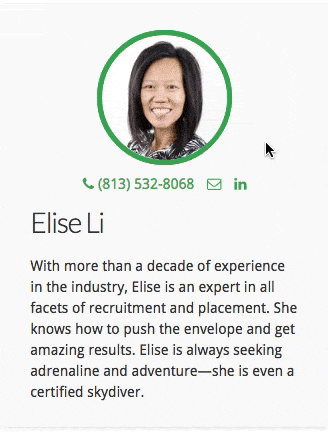 (813) 532-8068 in
Elise Li
With more than a decade of experience
in the industry, Elise is an expert in all
facets of recruitment and placement. She
knows how to push the envelope and get
amazing results. Elise is always seeking
adrenaline and adventure—she is even a
certified skydiver.